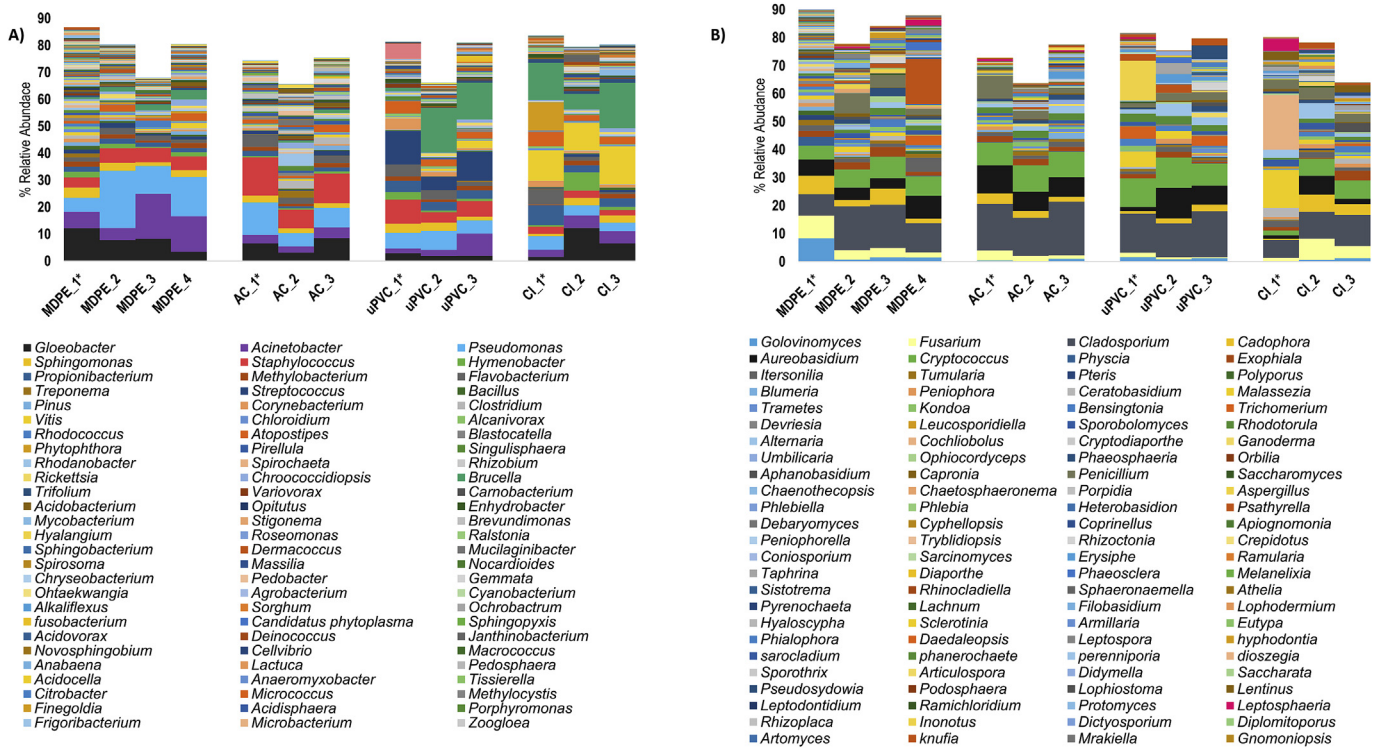 A)
% Relative Abundace
90
80
70
60
50
40
30
20
10
0
MDPE_1*
MDPE_2
MDPE_3
MDPE_4
AC_1*
AC_2
AC_3
uPVC_1*
uPVC_2
uPVC_3
CI_1*
CI_2
CI_3
Gloeobacter Acinetobacter Pseudomonas
Sphingomonas Staphylococcus Hymenobacter
Propionibacterium Methylobacterium Flavobacterium
Treponema Streptococcus Bacillus
Pinus Corynebacterium Clostridium
Vitis Chloroidium Alcanivorax
Rhodococcus Atopostipes Blastocatella
Phytophthora Pirellula Singulisphaera
Rhodanobacter Spirochaeta Rhizobium
Rickettsia Chroococcidiopsis Brucella
Trifolium Variovorax Carnobacterium
Acidobacterium Opitutus Enhydrobacter
Mycobacterium Stigonema Brevundimonas
Hyalangium Roseomonas Ralstonia
Sphingobacterium Dermacoccus Mucilaginibacter
Spirosoma Massilia Nocardioides
Chryseobacterium Pedobacter Gemmata
Ohtaekwangia Agrobacterium Cyanobacterium
Alkaliflexus Sorghum Ochrobactrum
fusobacterium Candidatus phytoplasma Sphingopyxis
Acidovorax Deinococcus Janthinobacterium
Novosphingobium Cellvibrio Macrococcus
Anabaena Lactuca Pedosphaera
Acidocella Anaeromyxobacter Tissierella
Citrobacter Micrococcus Methylocystis
Finegoldia Acidisphaera Porphyromonas
Frigoribacterium Microbacterium Zoogloea
B)
% Relative Abudance
90
80
70
60
50
40
30
20
10
0
MDPE_1*
MDPE_2
MDPE_3
MDPE_4
AC_1*
AC_2
AC_3
uPVC_1*
uPVC_2
uPVC_3
CI_1*
CI_2
CI_3
Golovinomyces Fusarium Cladosporium Cadophora
Aureobasidium Cryptococcus Physcia Exophiala
Itersonilia Tumularia Pteris Polyporus
Blumeria Peniophora Ceratobasidium Malassezia
Trametes Kondoa Bensingtonia Trichomerium
Devriesia Leucosporidiella Sporobolomyces Rhodotorula
Alternaria Cochliobolus Cryptodiaporthe Ganoderma
Umbilicaria Ophiocordyceps Phaeosphaeria Orbilia
Aphanobasidium Capronia Penicillium Saccharomyces
Chaenothecopsis Chaetosphaeronema Porpidia Aspergillus
Phlebiella Phlebia Heterobasidion Psathyrella
Debaryomyces Cyphellopsis Coprinellus Apiognomonia
Peniophorella Tryblidiopsis Rhizoctonia Crepidotus
Coniosporium Sarcinomyces Erysiphe Ramularia
Taphrina Diaporthe Phaeosclera Melanelixia
Sistotrema Rhinocladiella Sphaeronaemella Athelia
Pyrenochaeta Lachnum Filobasidium Lophodermium
Hyaloscypha Sclerotinia Armillaria Eutypa
Phialophora Daedaleopsis Leptospora hyphodontia
sarocladium phanerochaete perenniporia dioszegia
Sporothrix Articulospora Didymella Saccharata
Pseudosydowia Podosphaera Lophiostoma Lentinus
Leptodontidium Ramichloridium Protomyces Leptosphaeria
Rhizoplaca Inonotus Dictyosporium Diplomitoporus
Artomyces knufia Mrakiella Gnomoniopsis